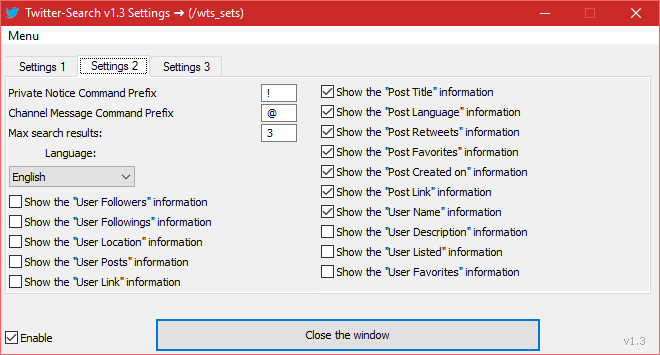 Twitter-Search v1.3 Settings → (/wts_sets)
Menu
Settings 1
Settings 2
Settings 3
Private Notice Command Prefix
!
Channel Message Command Prefix
@
Max search results:
3
Language:
English
Show the "User Followers" information
Show the "User Followings" information
Show the "User Location" information
Show the "User Posts" information
Show the "User Link" information
Show the "Post Title" information
Show the "Post Language" information
Show the "Post Retweets" information
Show the "Post Favorites" information
Show the "Post Created on" information
Show the "Post Link" information
Show the "User Name" information
Show the "User Description" information
Show the "User Listed" information
Show the "User Favorites" information
Enable
Close the window
v1.3